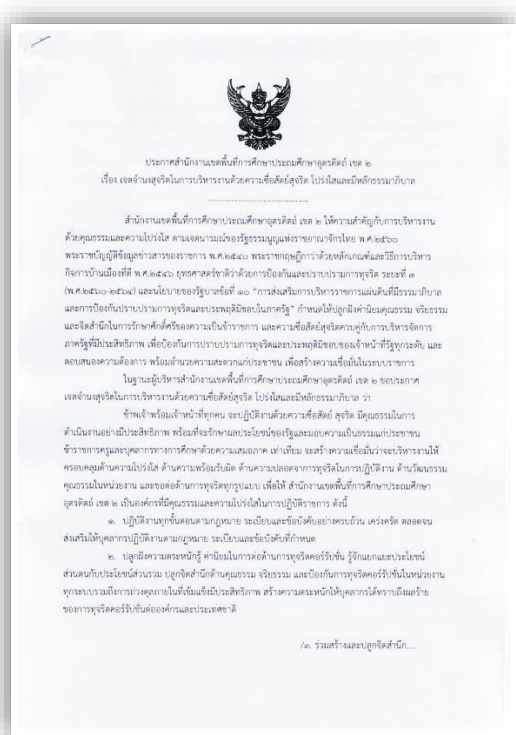 ประกาศสำนักงานเขตพื้นที่การศึกษาประถมศึกษาอุตรดิตถ์ เขต ๒
เรื่อง เจตจำนงสุจริตในการบริหารงานด้วยความซื่อสัตย์สุจริต โปร่งใสและมีหลักธรรมาภิบาล
สำนักงานเขตพื้นที่การศึกษาประถมศึกษาอุตรดิตถ์ เขต ๒ ให้ความสำคัญกับการบริหารงาน
ด้วยคุณธรรมและความโปร่งใส ตามเจตนารมณ์ของรัฐธรรมนูญแห่งราชอาณาจักรไทย พ.ศ.๒๕๖๐
พระราชบัญญัติข้อมูลข่าวสารของราชการ พ.ศ.๒๕๔๐ พระราชกฤษฎีกาว่าด้วยหลักเกณฑ์และวิธีการบริหาร
กิจการบ้านเมืองที่ดี พ.ศ.๒๕๔๖ ยุทธศาสตร์ชาติว่าด้วยการป้องกันและปราบปรามการทุจริต ระยะที่ ๓
(พ.ศ.๒๕๖๐-๒๕๖๔) และนโยบายของรัฐบาลข้อที่ ๑๐ "การส่งเสริมการบริหารราชการแผ่นดินที่มีธรรมาภิบาล
และการป้องกันปราบปรามการทุจริตและประพฤติมิชอบในภาครัฐ" กำหนดให้ปลูกฝังค่านิยมคุณธรรม จริยธรรม
และจิตสำนึกในการรักษาศักดิ์ศรีของความเป็นข้าราชการ และความซื่อสัตย์สุจริตควบคู่กับการบริหารจัดการ
ภาครัฐที่มีประสิทธิภาพ เพื่อป้องกันการปราบปรามการทุจริตและประพฤติมิชอบของเจ้าหน้าที่รัฐทุกระดับ และ
ตอบสนองความต้องการ พร้อมอำนวยความสะดวกแก่ประชาชน เพื่อสร้างความเชื่อมั่นในระบบราชการ
ในฐานะผู้บริหารสำนักงานเขตพื้นที่การศึกษาประถมศึกษาอุตรดิตถ์ เขต ๒ ขอประกาศ
เจตจำนงสุจริตในการบริหารงานด้วยความซื่อสัตย์สุจริต โปร่งใสและมีหลักธรรมาภิบาล ว่า
ข้าพเจ้าพร้อมเจ้าหน้าที่ทุกคน จะปฏิบัติงานด้วยความซื่อสัตย์ สุจริต มีคุณธรรมในการ
ดำเนินงานอย่างมีประสิทธิภาพ พร้อมที่จะรักษาผลประโยชน์ของรัฐและมอบความเป็นธรรมแก่ประชาชน
ข้าราชการครูและบุคลากรทางการศึกษาด้วยความเสมอภาค เท่าเทียม จะสร้างความเชื่อมั่นว่าจะบริหารงานให้
ครอบคลุมด้านความโปร่งใส ด้านความพร้อมรับผิด ด้านความปลอดจากการทุจริตในการปฏิบัติงาน ด้านวัฒนธรรม
คุณธรรมในหน่วยงาน และขอต่อต้านการทุจริตทุกรูปแบบ เพื่อให้ สำนักงานเขตพื้นที่การศึกษาประถมศึกษา
อุตรดิตถ์ เขต ๒ เป็นองค์กรที่มีคุณธรรมและความโปร่งใสในการปฏิบัติราชการ ดังนี้
๑. ปฏิบัติงานทุกขั้นตอนตามกฎหมาย ระเบียบและข้อบังคับอย่างครบถ้วน เคร่งครัด ตลอดจน
ส่งเสริมให้บุคลากรปฏิบัติงานตามกฎหมาย ระเบียบและข้อบังคับที่กำหนด
๒. ปลูกฝังความตระหนักรู้ ค่านิยมในการต่อต้านการทุจริตคอร์รัปชั่น รู้จักแยกแยะประโยชน์
ส่วนตนกับประโยชน์ส่วนรวม ปลูกจิตสำนึกด้านคุณธรรม จริยธรรม และป้องกันการทุจริตคอร์รัปชั่นในหน่วยงาน
ทุกระบบรวมถึงการถ่วงดุลภายในที่เข้มแข็งมีประสิทธิภาพ สร้างความตระหนักให้บุคลากรได้ทราบถึงผลร้าย
ของการทุจริตคอร์รัปชั่นต่อองค์กรและประเทศชาติ
/๓. ร่วมสร้างและปลูกจิตสำนึก...